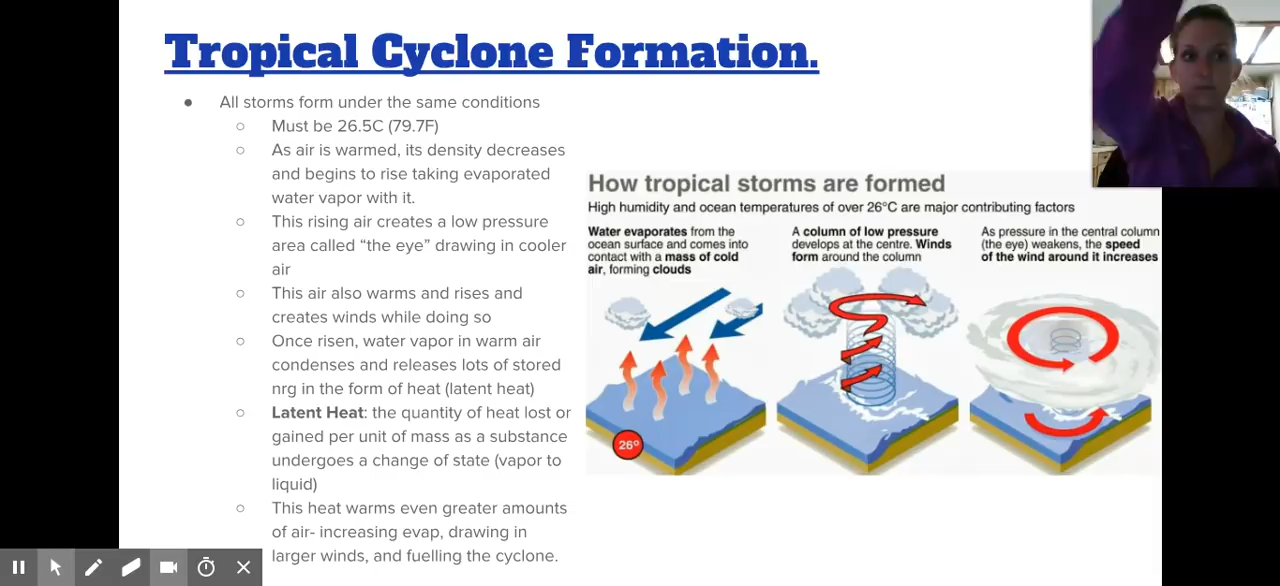 Tropical Cyclone Formation.
● All storms form under the same conditions
○ Must be 26.5C (79.7F)
○ As air is warmed, its density decreases
and begins to rise taking evaporated
water vapor with it.
○ This rising air creates a low pressure
area called “the eye” drawing in cooler
air
○ This air also warms and rises and
creates winds while doing so
○ Once risen, water vapor in warm air
condenses and releases lots of stored
nrg in the form of heat (latent heat)
○ Latent Heat: the quantity of heat lost or
gained per unit of mass as a substance
undergoes a change of state (vapor to
liquid)
○ This heat warms even greater amounts
of air- increasing evap, drawing in
larger winds, and fuelling the cyclone.
How tropical storms are formed
High humidity and ocean temperatures of over 26°C are major contributing factors
Water evaporates from the
ocean surface and comes into
contact with a mass of cold
air, forming clouds
A column of low pressure
develops at the centre. Winds
form around the column
As pressure in the central column
(the eye) weakens, the speed
of the wind around it increases
26°